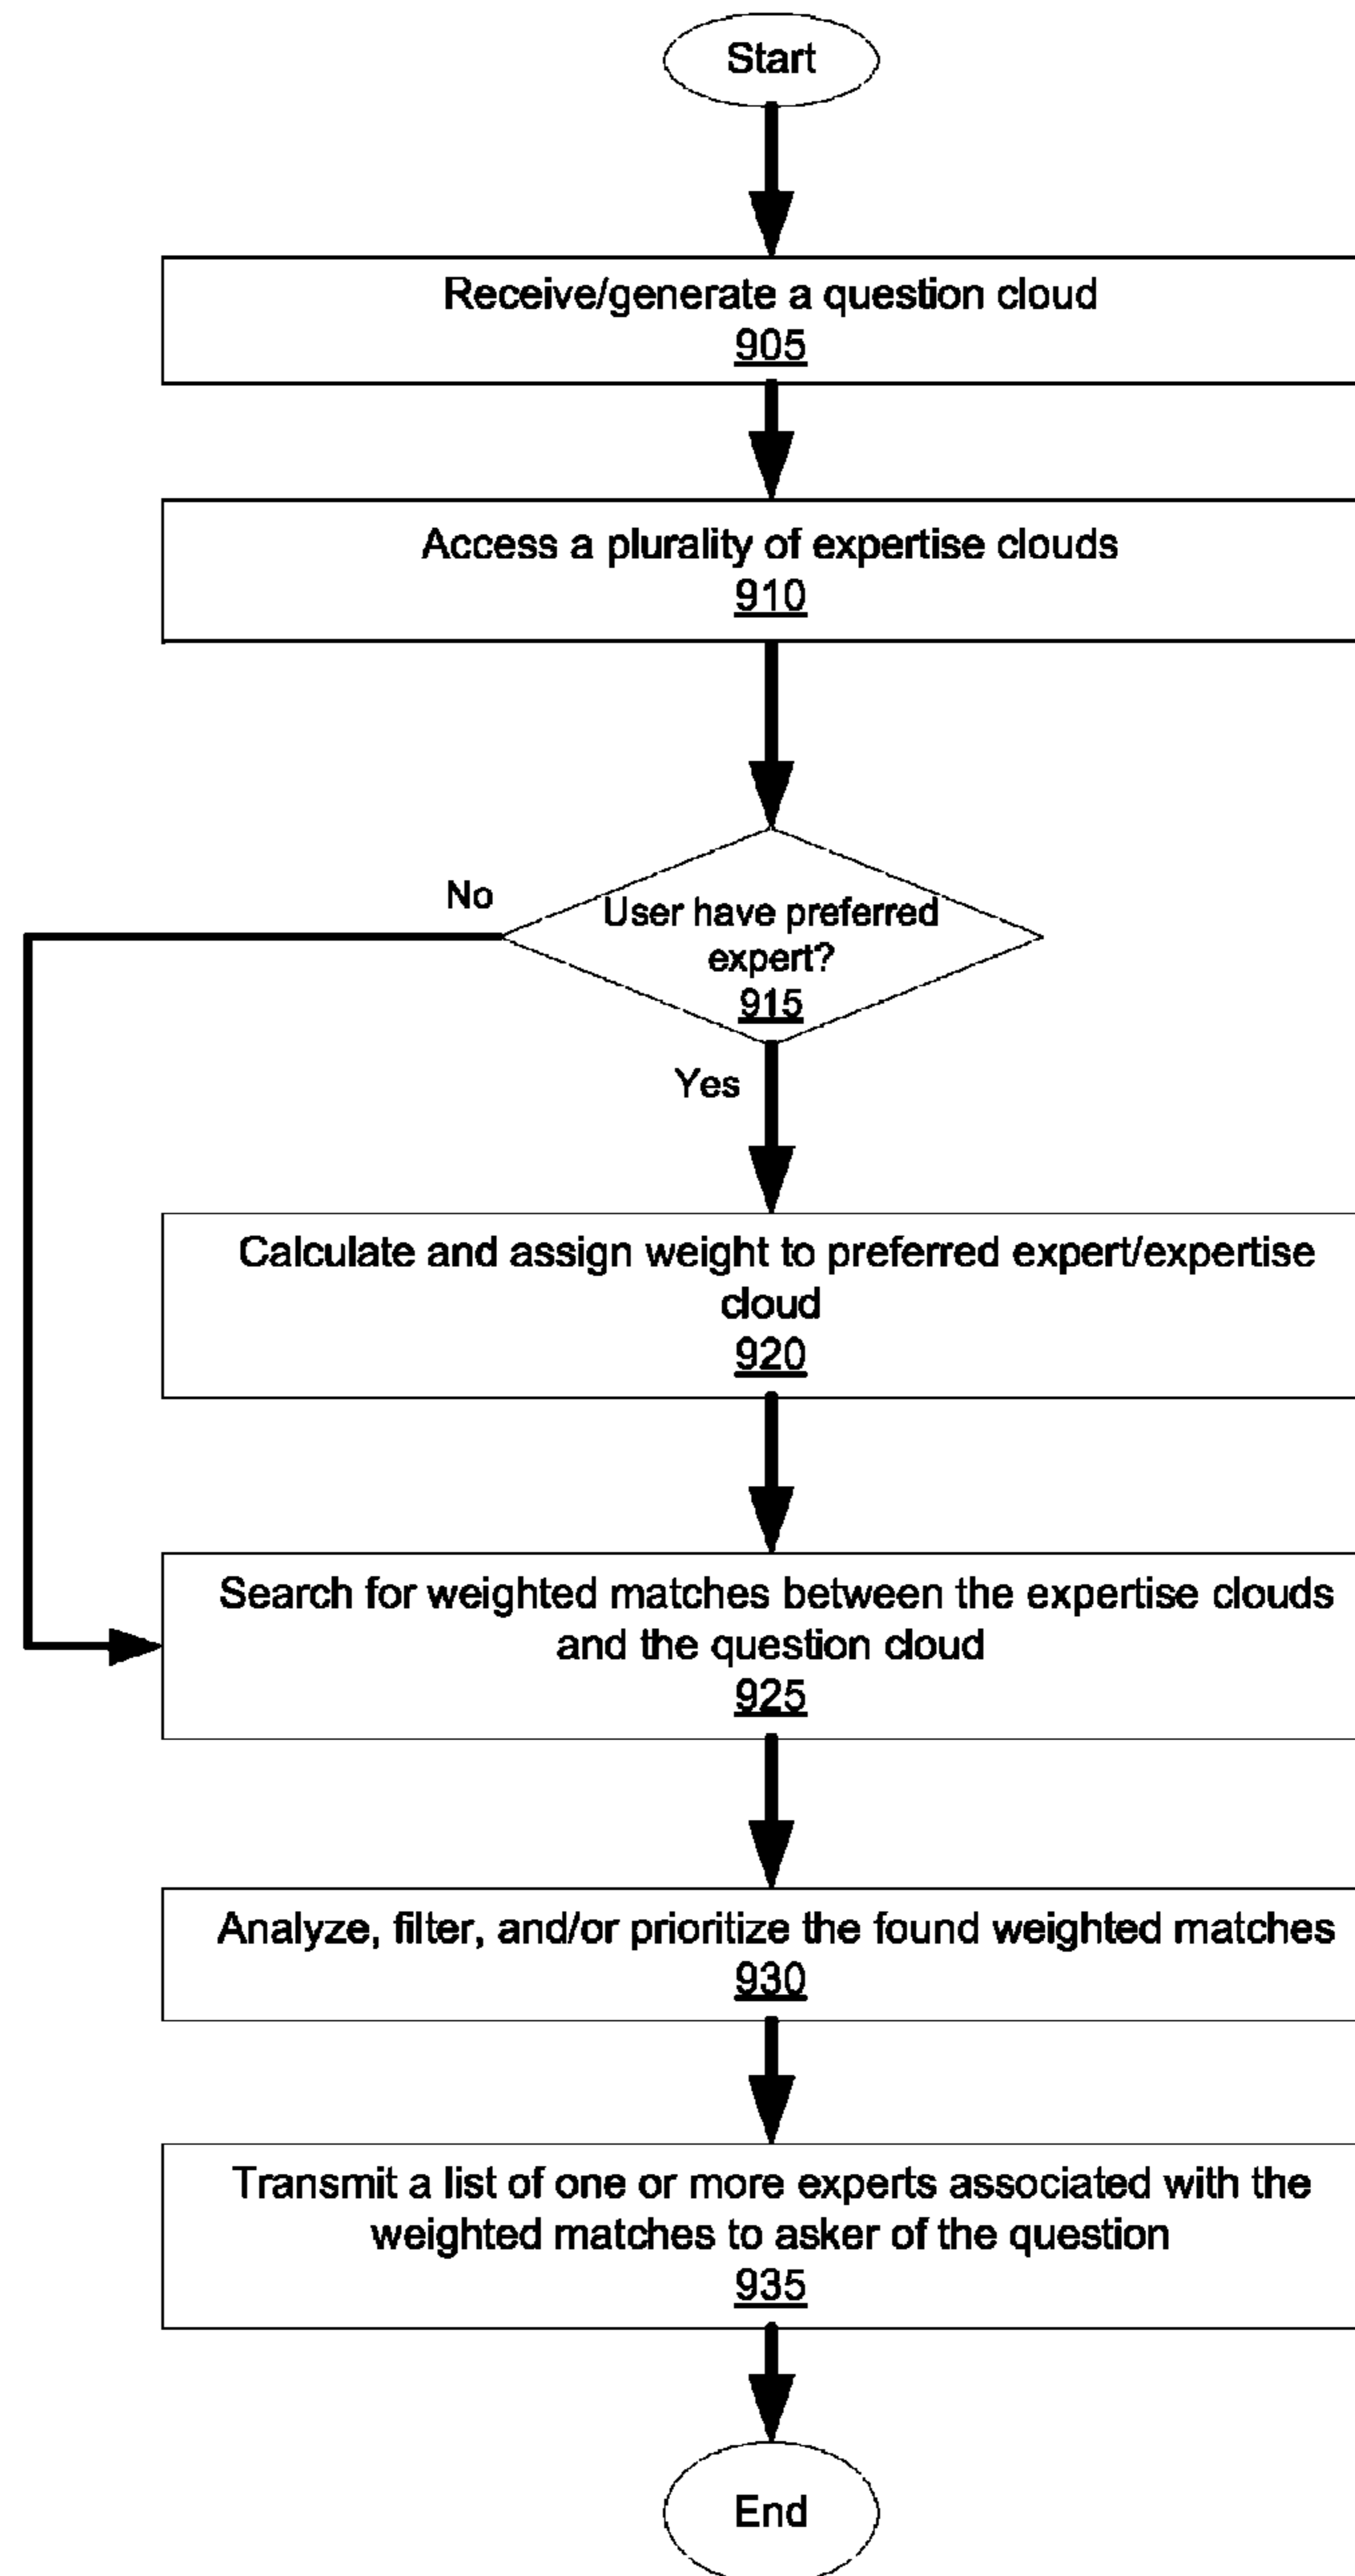 Start
Receive/generate a question cloud
905
Access a plurality of expertise clouds
910
No
User have preferred
expert?
915
Yes
Calculate and assign weight to preferred expert/expertise
cloud
920
Search for weighted matches between the expertise clouds
and the question cloud
925
Analyze, filter, and/or prioritize the found weighted matches
930
Transmit a list of one or more experts associated with the
weighted matches to asker of the question
935
End